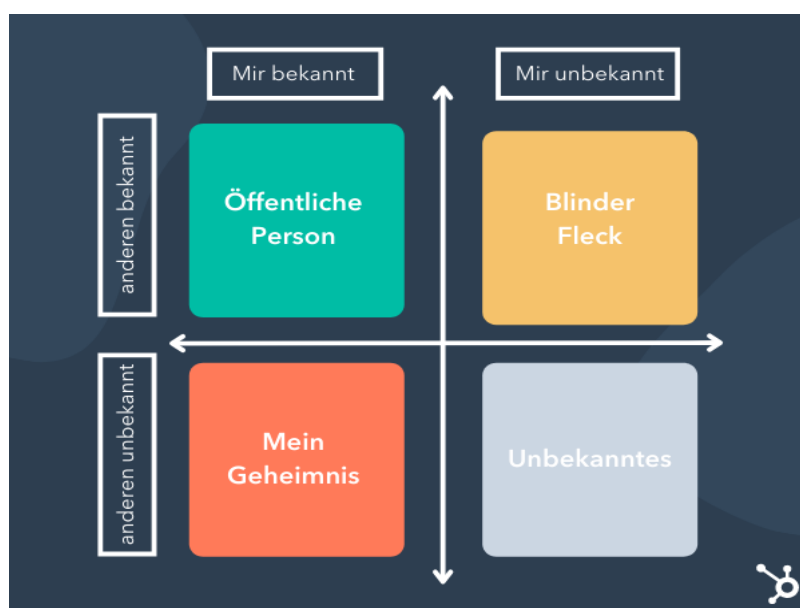 Mir bekannt
Mir unbekannt
anderen bekannt
Öffentliche
Person
Blinder
Fleck
anderen unbekannt
Mein
Geheimnis
Unbekanntes